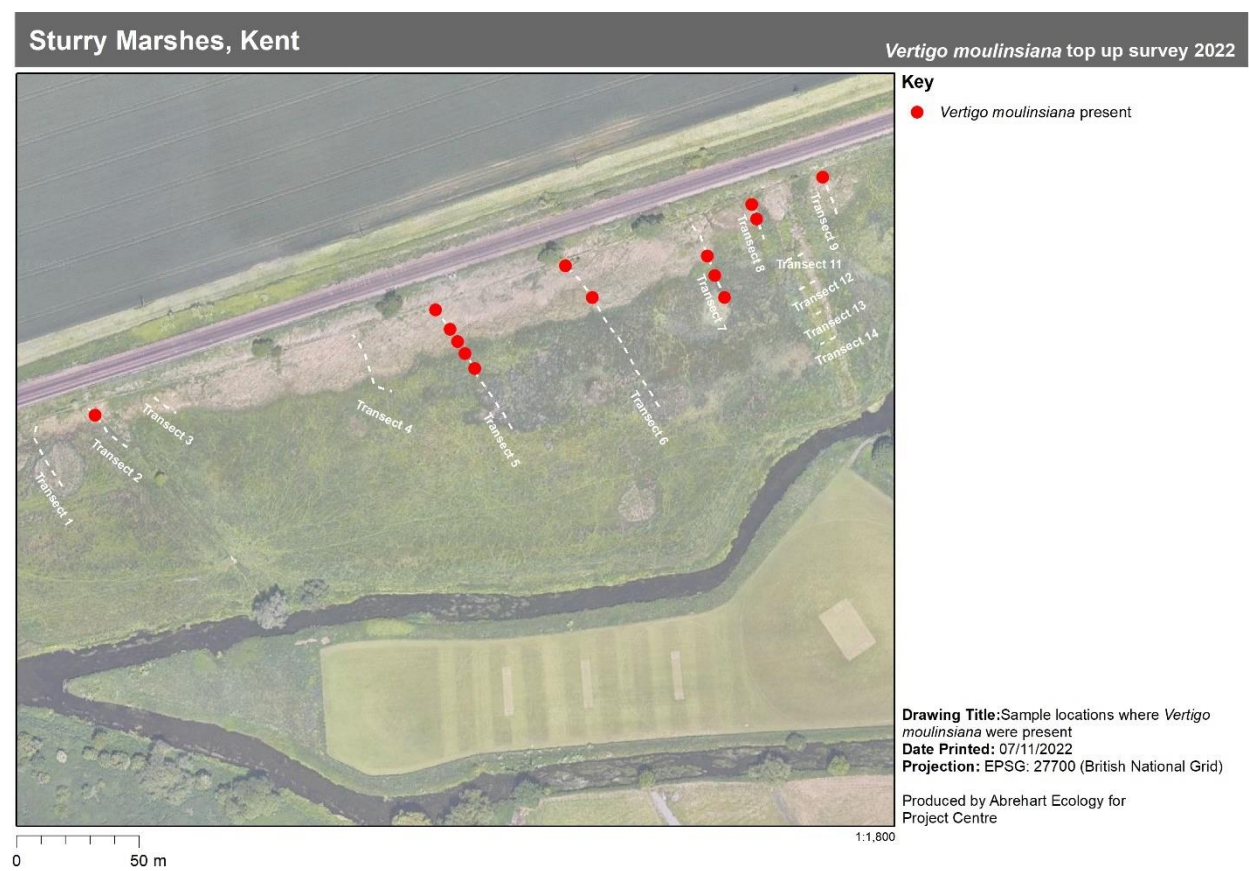 Sturry Marshes, Kent
Vertigo moulinsiana top up survey 2022
Key
Vertigo moulinsiana present
Transect 1
Transect 2
Transect 3
Transect 4
Transect 5
Transect 6
Transect 7
Transect 8
Transect 9
Transect 11
Transect 12
Transect 13
Transect 14
Drawing Title:Sample locations where Vertigo
moulinsiana were present
Date Printed: 07/11/2022
Projection: EPSG: 27700 (British National Grid)
Produced by Abrehart Ecology for
Project Centre
1:1,800
0 50 m